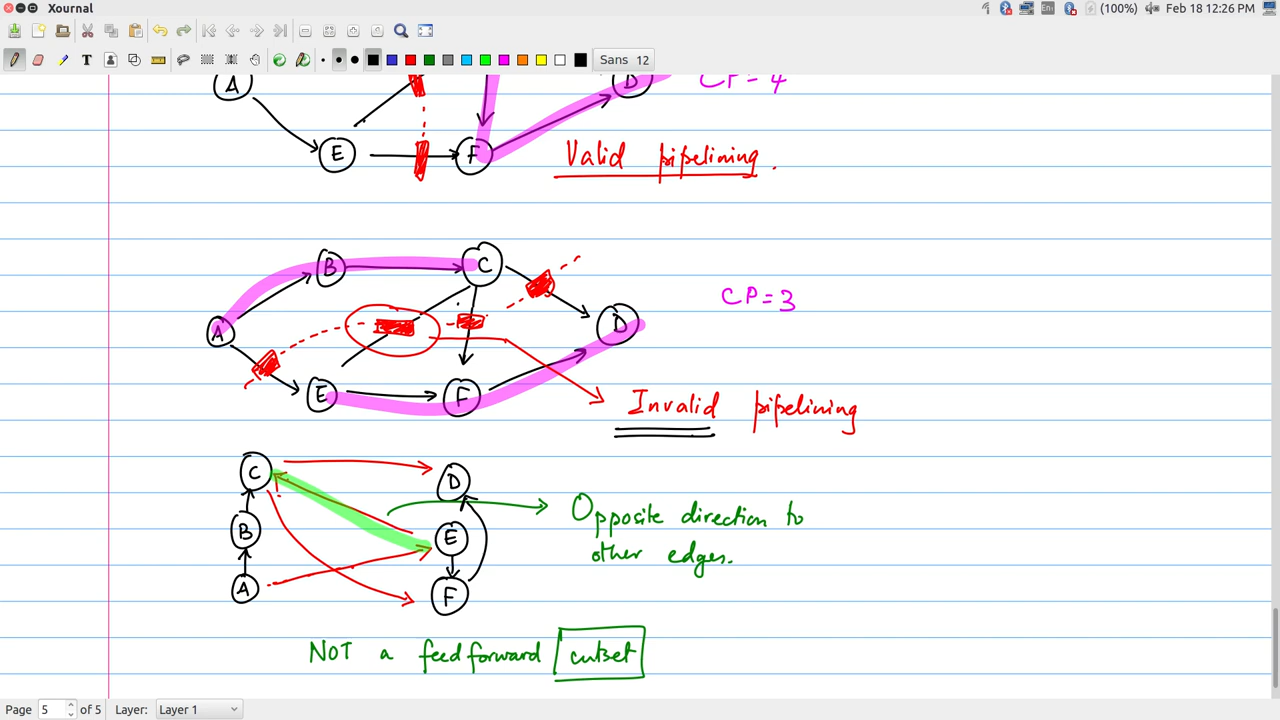 Xournal
(100%) Feb 18 12:26 PM
T Sans 12
A D CP = 4
E F Valid pipelining.
B C
A D CP = 3
E F Invalid pipelining
C D
B E Opposite direction to
other edges.
A F
NOT a feedforward cutset
Page 5 of 5 Layer: Layer 1